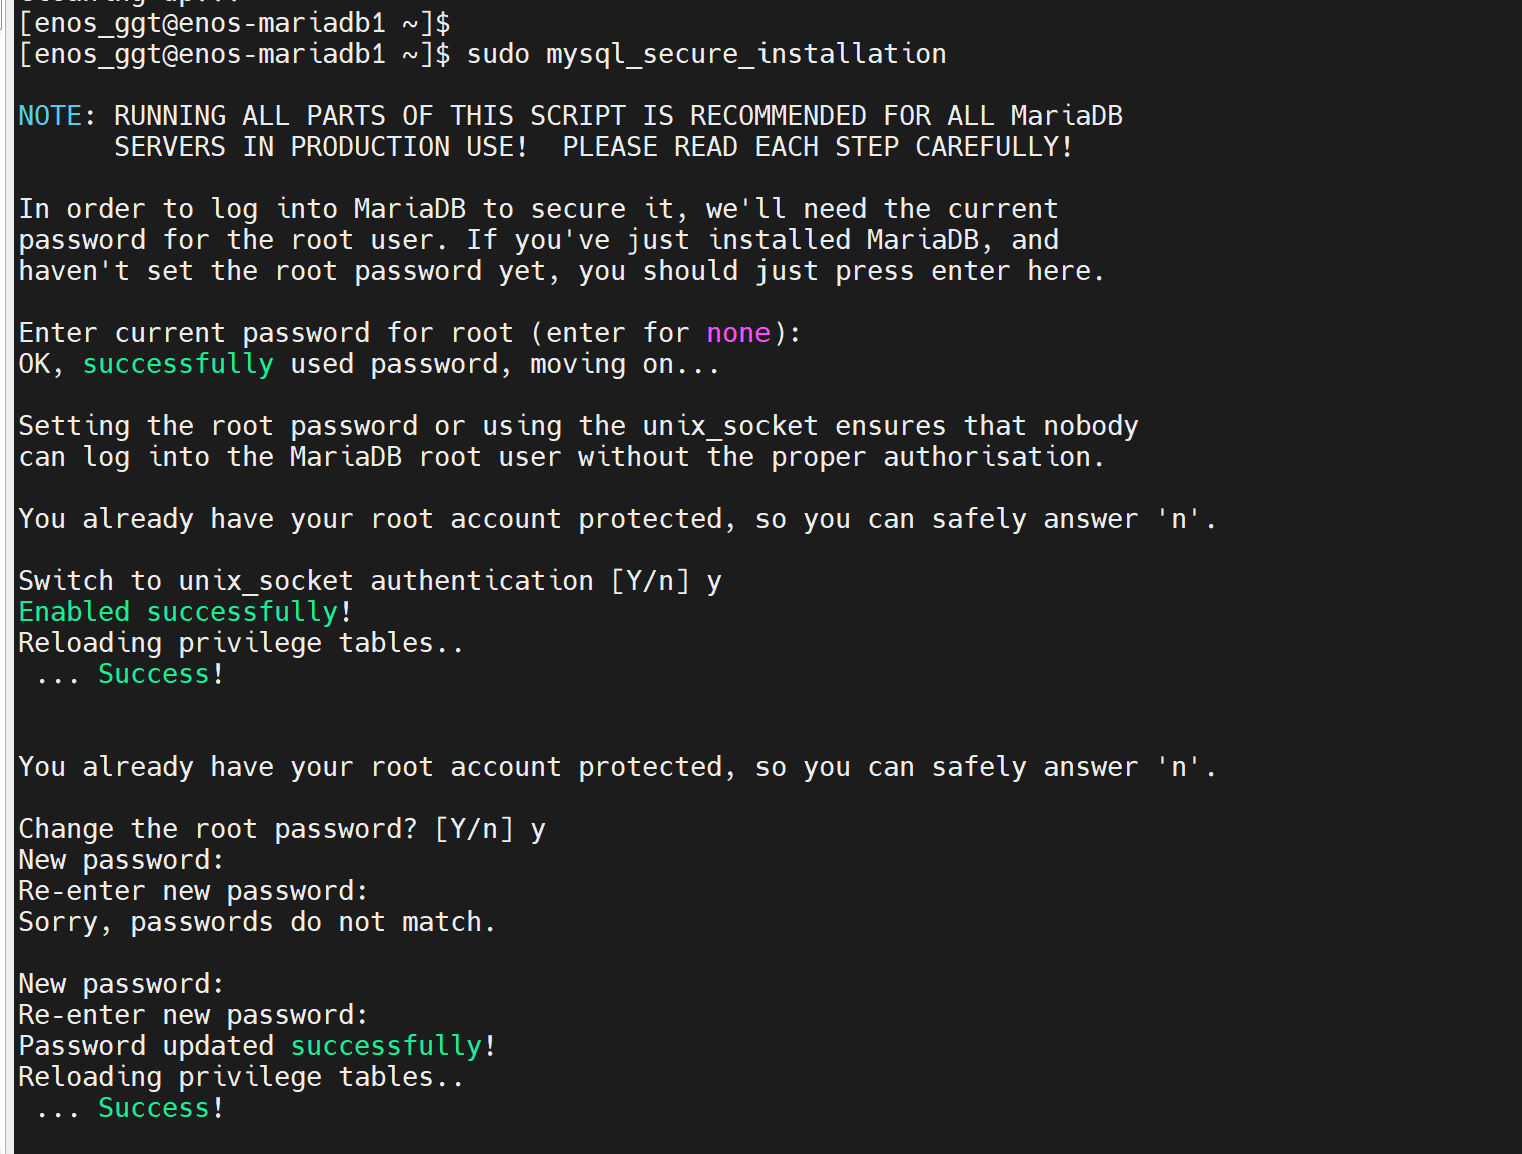 [enos_ggt@enos-mariadb1 ~]$
[enos_ggt@enos-mariadb1 ~]$ sudo mysql_secure_installation
NOTE: RUNNING ALL PARTS OF THIS SCRIPT IS RECOMMENDED FOR ALL MariaDB
SERVERS IN PRODUCTION USE!  PLEASE READ EACH STEP CAREFULLY!
In order to log into MariaDB to secure it, we'll need the current
password for the root user. If you've just installed MariaDB, and
haven't set the root password yet, you should just press enter here.
Enter current password for root (enter for none):
OK, successfully used password, moving on...
Setting the root password or using the unix_socket ensures that nobody
can log into the MariaDB root user without the proper authorisation.
You already have your root account protected, so you can safely answer 'n'.
Switch to unix_socket authentication [Y/n] y
Enabled successfully!
Reloading privilege tables..
... Success!
You already have your root account protected, so you can safely answer 'n'.
Change the root password? [Y/n] y
New password:
Re-enter new password:
Sorry, passwords do not match.
New password:
Re-enter new password:
Password updated successfully!
Reloading privilege tables..
... Success!